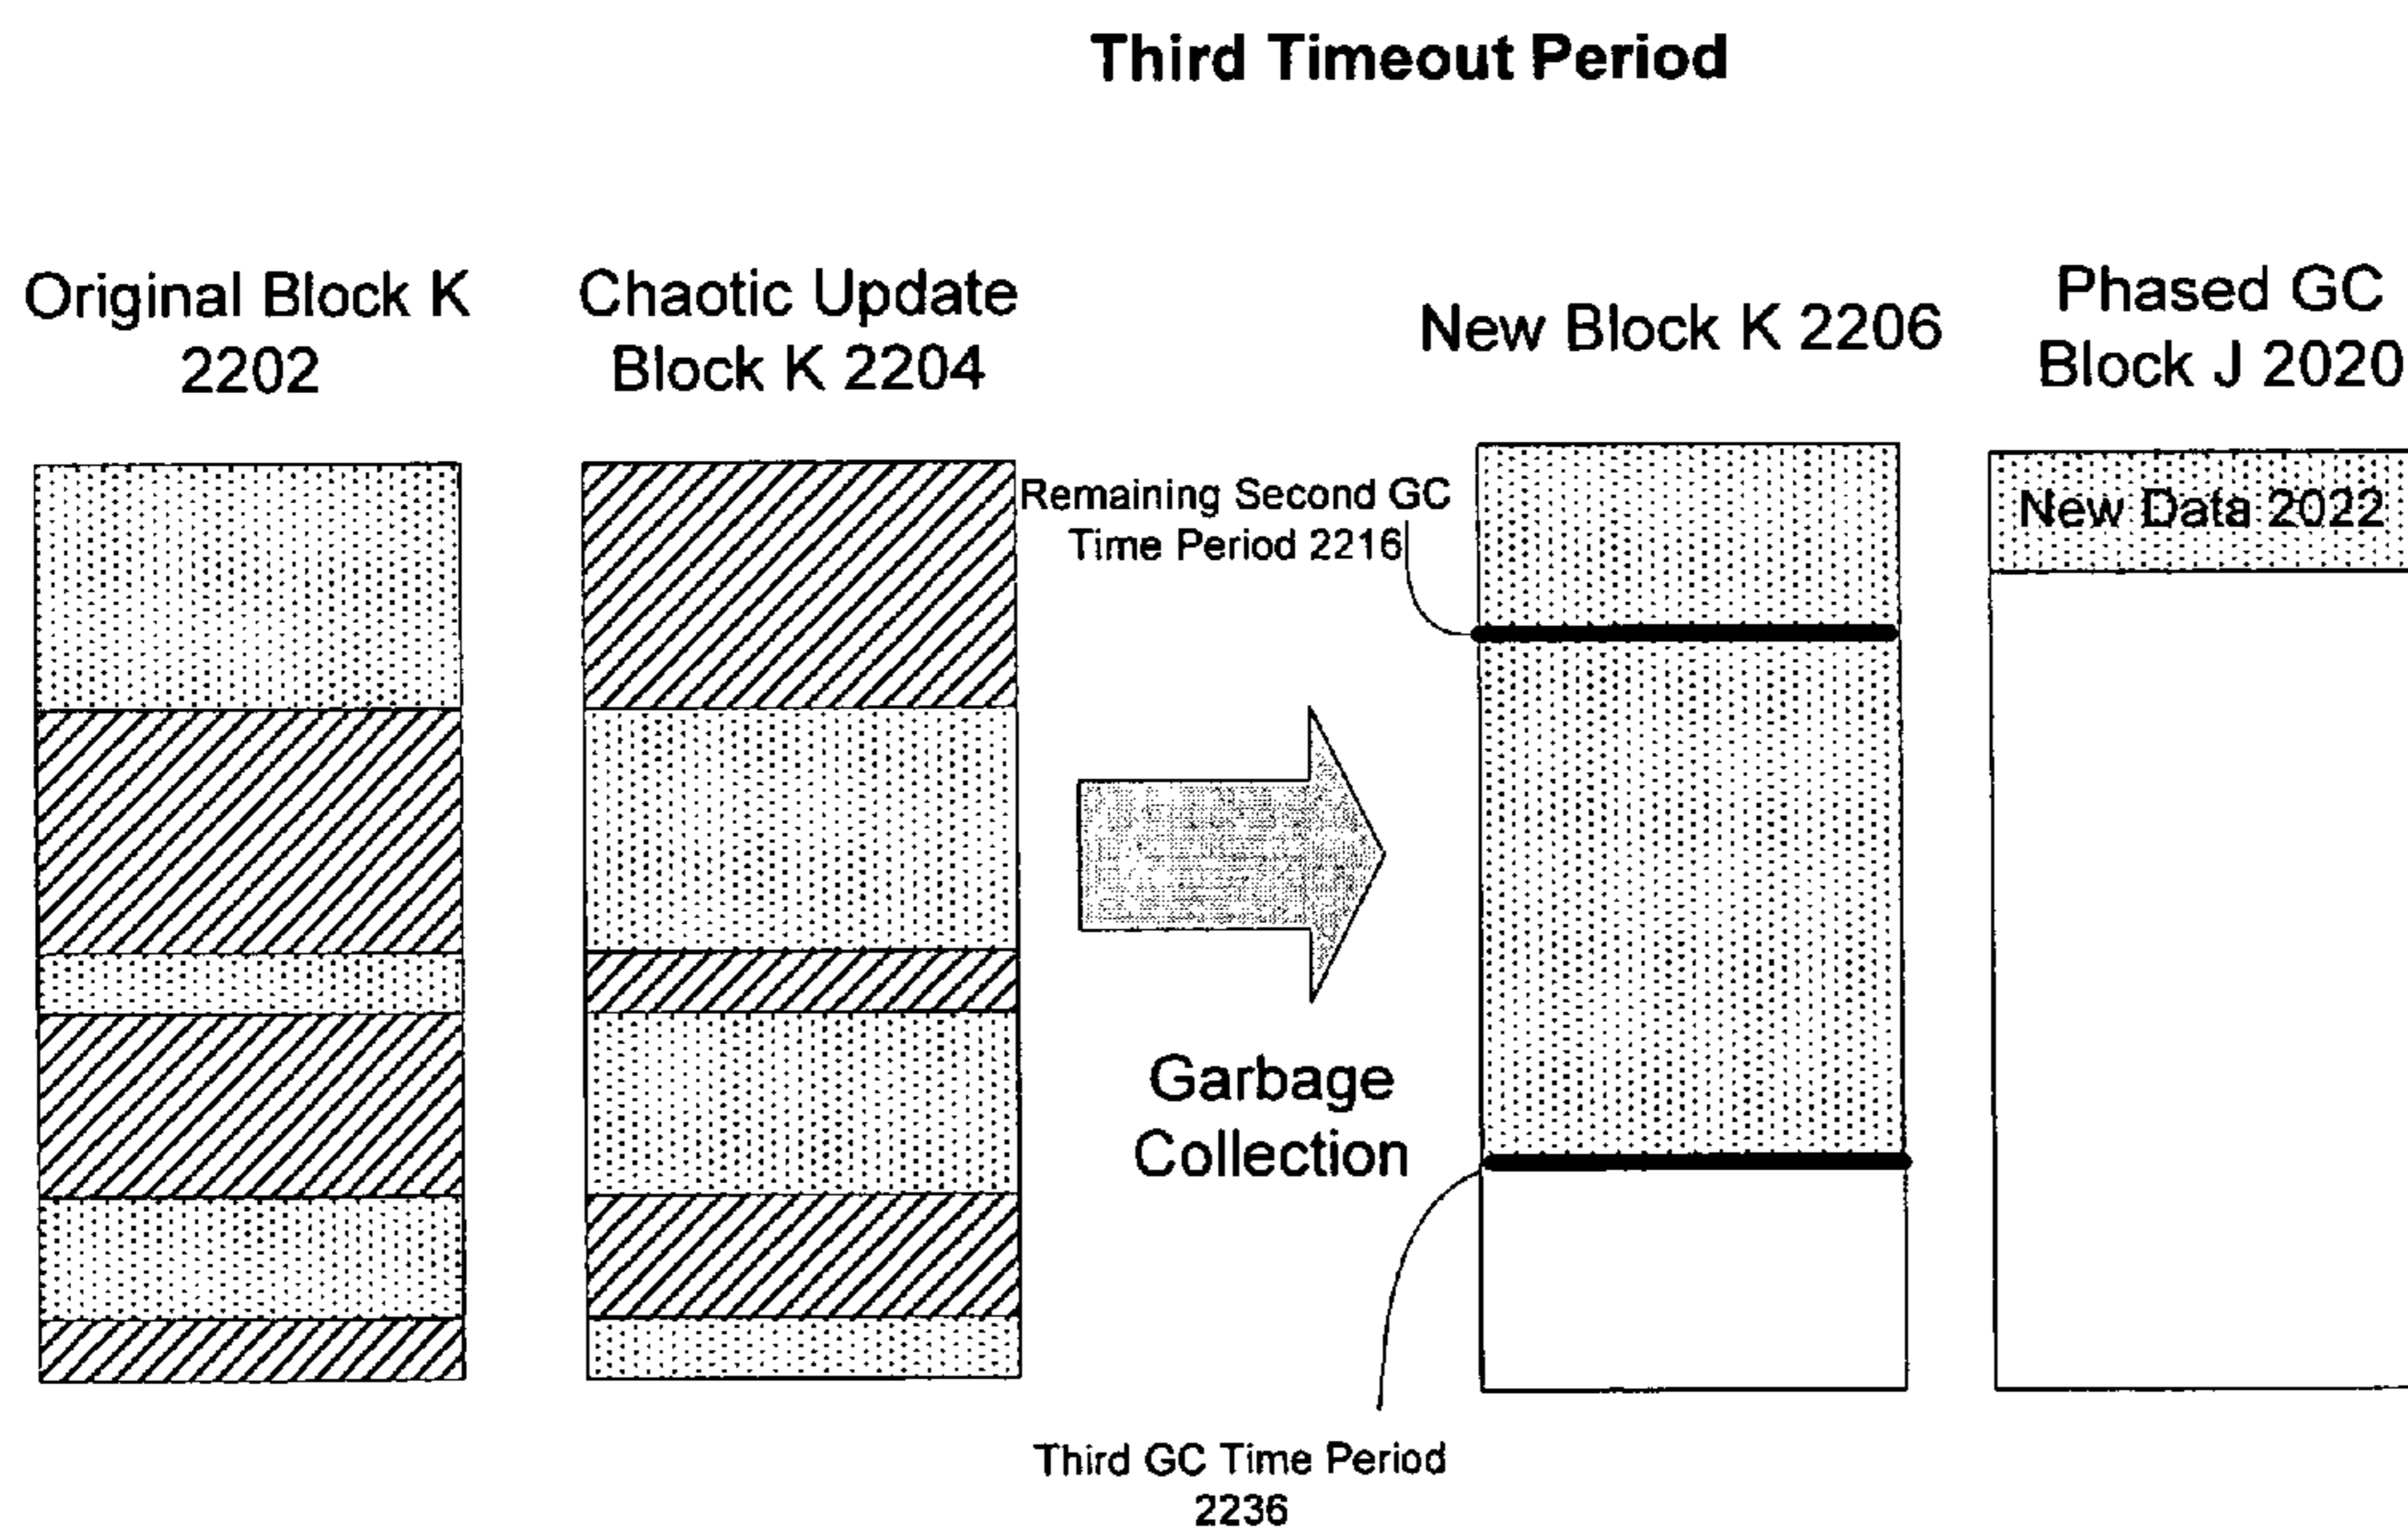 Third Timeout Period
Original Block K
2202
Chaotic Update
Block K 2204
New Block K 2206
Phased GC
Block J 2020
Remaining Second GC
Time Period 2216
New Data 2022
Garbage
Collection
Third GC Time Period
2236